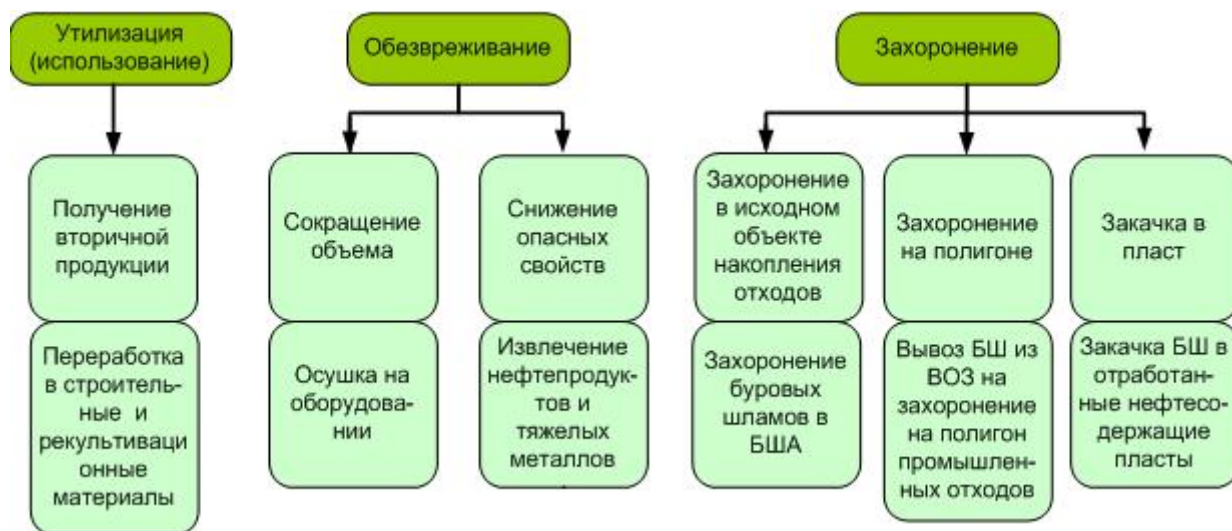 Утилизация
(использование)
Обезвреживание
Захоронение
Получение
вторичной
продукции
Сокращение
объема
Снижение
опасных
свойств
Захоронение
в исходном
объекте
накопления
отходов
Захоронение
на полигоне
Закачка в
пласт
Переработка
в строитель-
ные и
рекультиваци
онные
материалы
Осушка на
оборудова-
нии
Извлечение
нефтепродук-
тов и
тяжелых
металлов
Захоронение
буровых
шламов в
БША
Вывоз БШ из
ВОЗ на
захоронение
на полигон
промышлен-
ных отходов
Закачка БШ в
отработан-
ные нефтесо-
держащие
пласты